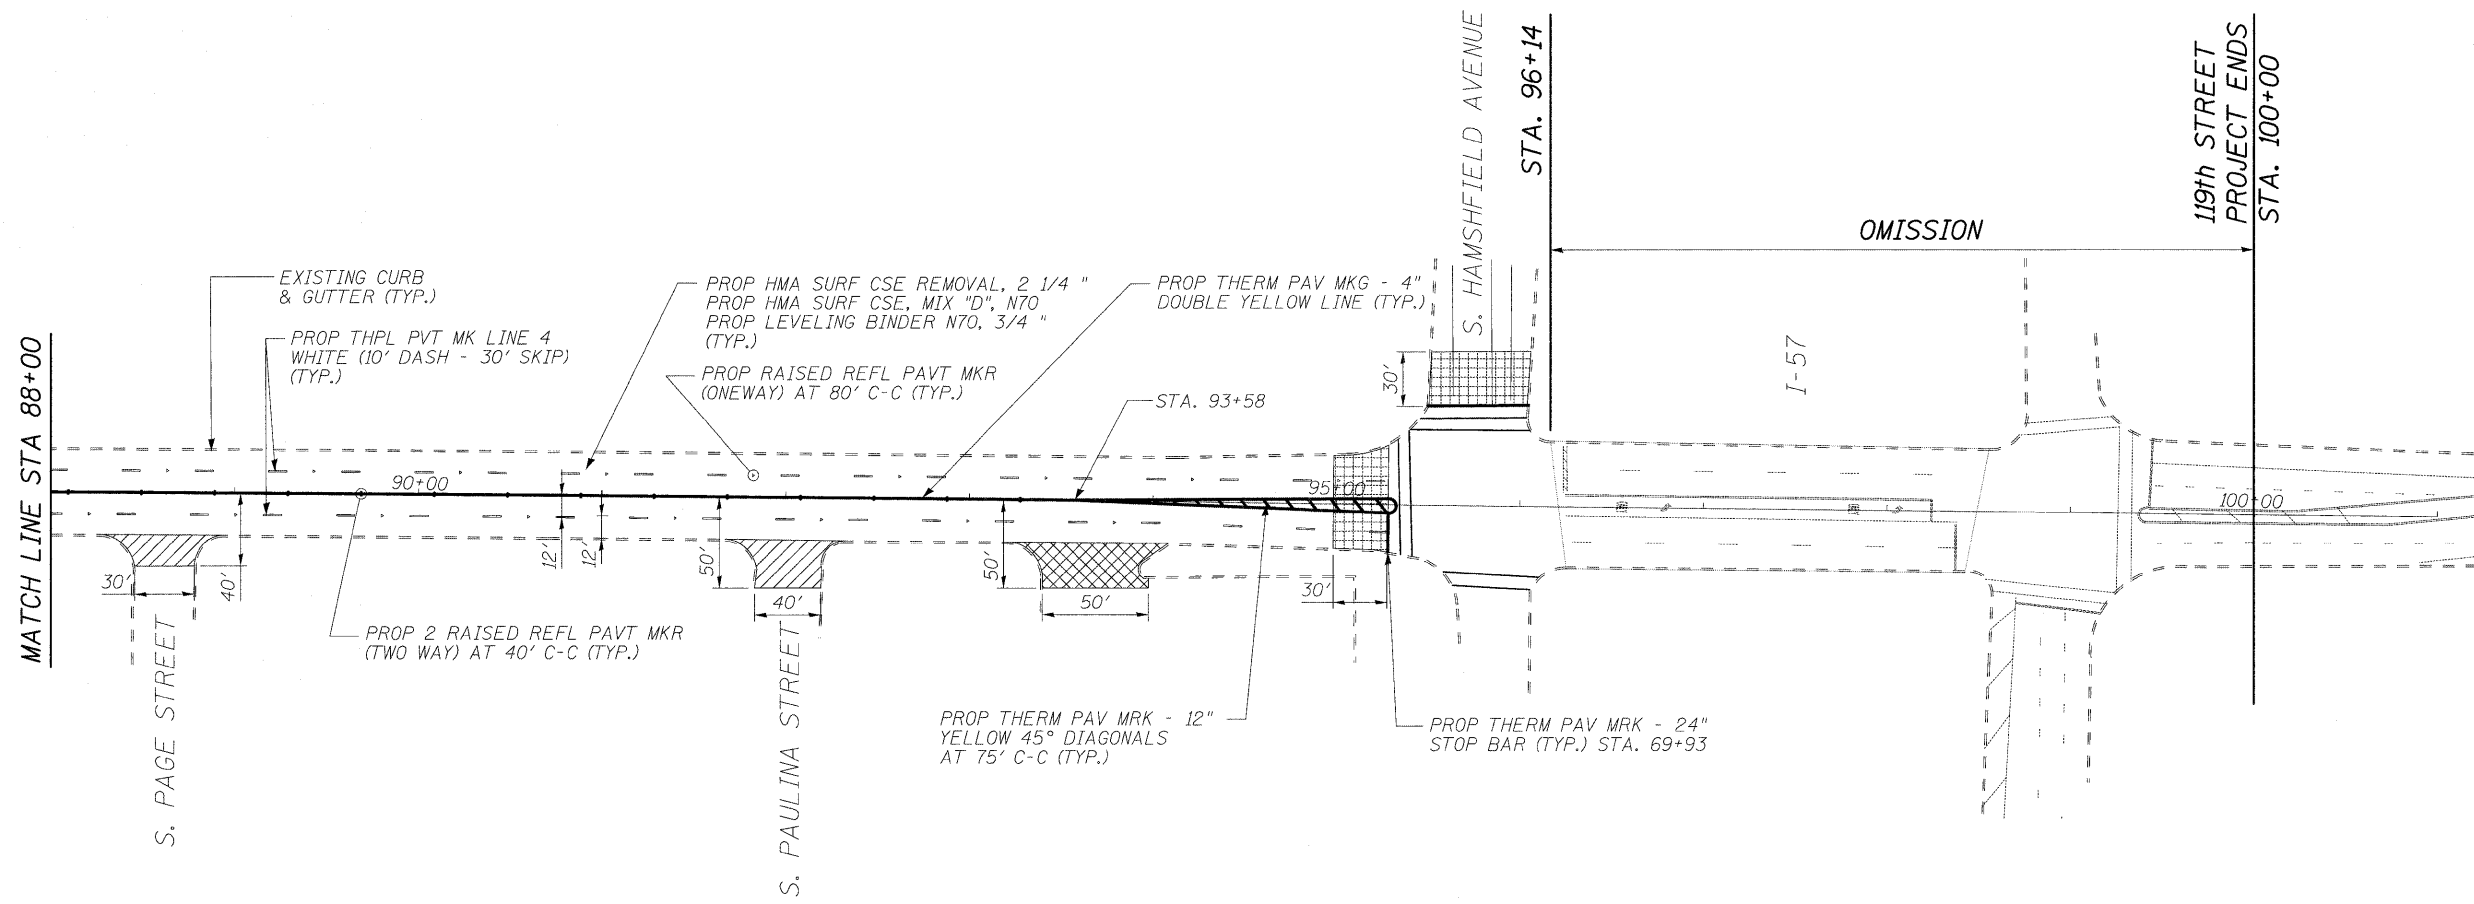 MATCH LINE STA 88+00
EXISTING CURB
& GUTTER (TYP.)
PROP THPL PVT MK LINE 4
WHITE (10' DASH - 30' SKIP)
(TYP.)
PROP HMA SURF CSE REMOVAL, 2 1/4 "
PROP HMA SURF CSE, MIX "D", N70
PROP LEVELING BINDER N70, 3/4 "
(TYP.)
PROP RAISED REFL PAVT MKR
(ONEWAY) AT 80' C-C (TYP.)
PROP THERM PAV MKG - 4"
DOUBLE YELLOW LINE (TYP.)
STA. 93+58
S. HAMSHFIELD AVENUE
STA. 96+14
30'
OMISSION
I-57
119th STREET
PROJECT ENDS
STA. 100+00
90+00
95+00
100+00
30'
40'
12'
12'
50'
40'
50'
50'
30'
S. PAGE STREET
PROP 2 RAISED REFL PAVT MKR
(TWO WAY) AT 40' C-C (TYP.)
S. PAULINA STREET
PROP THERM PAV MRK - 12"
YELLOW 45° DIAGONALS
AT 75' C-C (TYP.)
PROP THERM PAV MRK - 24"
STOP BAR (TYP.) STA. 69+93